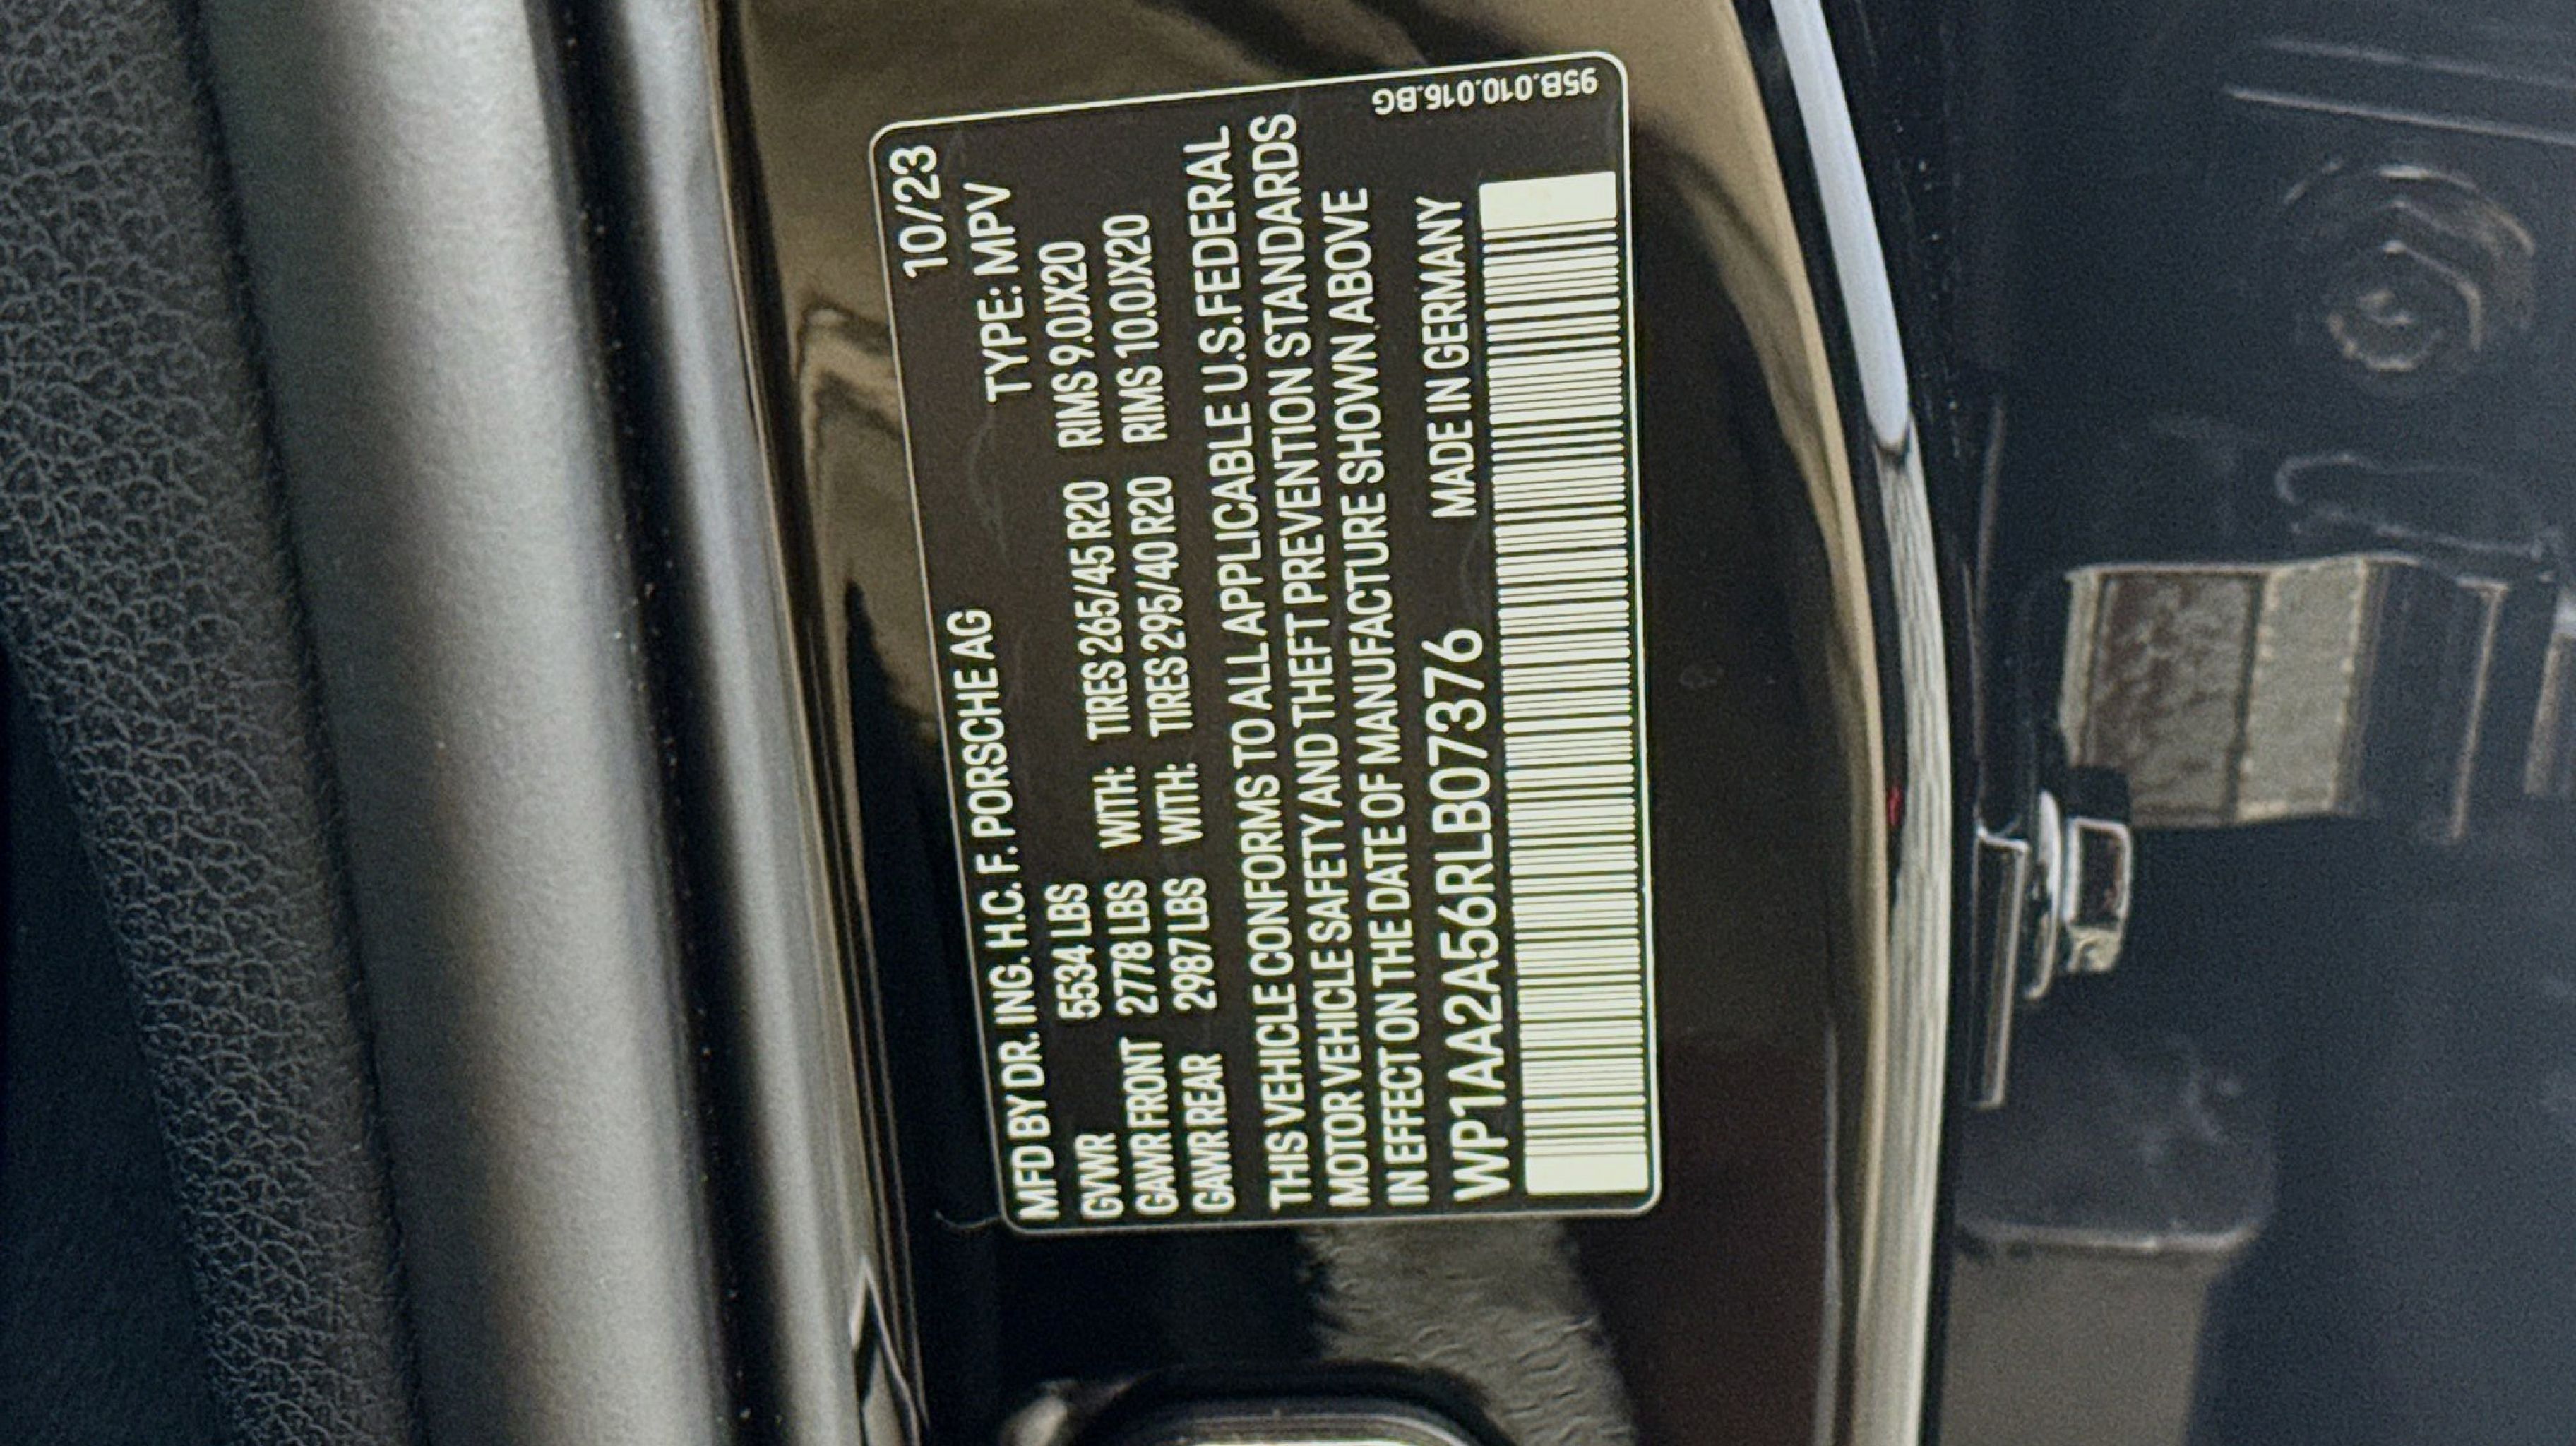 10/23
MFD BY DR. ING. H.C. F. PORSCHE AG TYPE: MPV
GVWR 5534 LBS
GAWR FRONT 2778 LBS WITH: TIRES 265/45 R20 RIMS 9.0JX20
GAWR REAR 2987 LBS WITH: TIRES 295/40 R20 RIMS 10.0JX20
THIS VEHICLE CONFORMS TO ALL APPLICABLE U.S.FEDERAL
MOTOR VEHICLE SAFETY AND THEFT PREVENTION STANDARDS
IN EFFECT ON THE DATE OF MANUFACTURE SHOWN ABOVE
WP1AA2A56RLB07376 MADE IN GERMANY
95B.010.016.BG